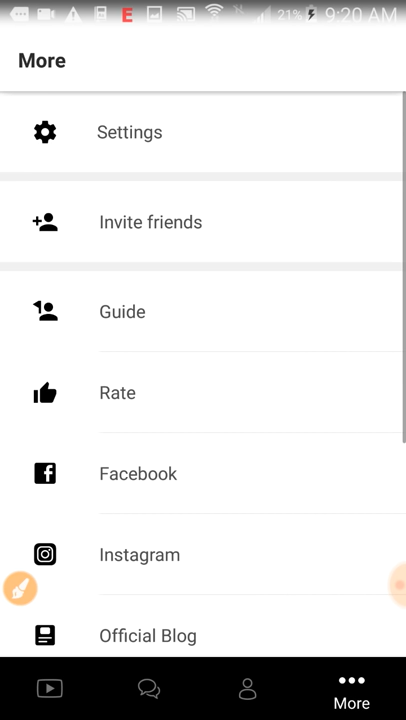 E 21% 9:20 AM
More
Settings
Invite friends
Guide
Rate
Facebook
Instagram
Official Blog
More